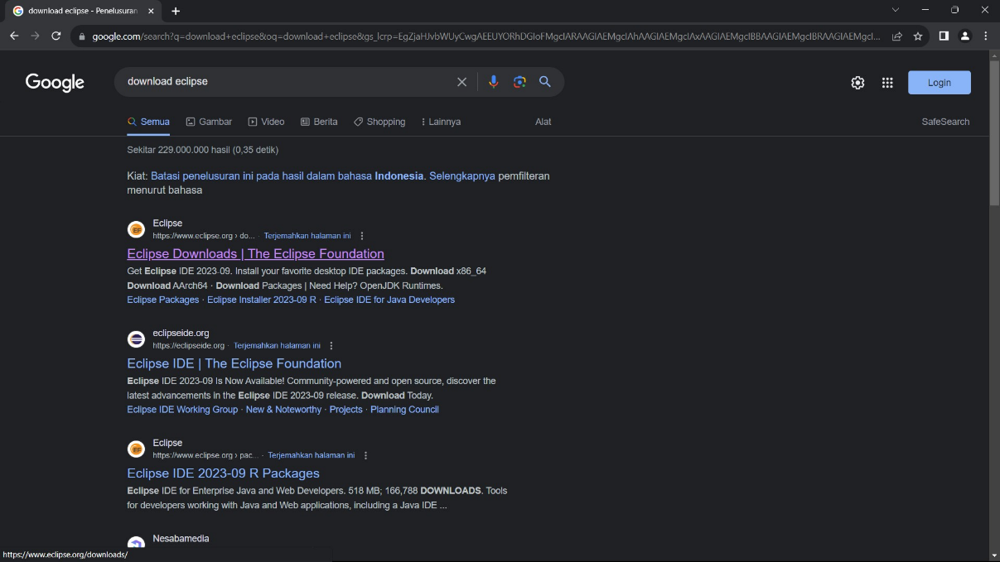 download eclipse - Penelusuran
google.com/search?q=download+eclipse&oq=download+eclipse&gs_lcrp=EgZjaHJvbWUyCwgAEEUYORhDGIoFMgcIARAAGIAEMgcIAhAAGIAEMgcIAxAAGIAEMgcIBBAAGIAEMgcIBRAAGIAEMgcI...
Google
download eclipse
Login
Semua
Gambar
Video
Berita
Shopping
Lainnya
Alat
SafeSearch
Sekitar 229.000.000 hasil (0,35 detik)
Kiat: Batasi penelusuran ini pada hasil dalam bahasa Indonesia. Selengkapnya pemfilteran
menurut bahasa
Eclipse
https://www.eclipse.org › do... · Terjemahkan halaman ini
Eclipse Downloads | The Eclipse Foundation
Get Eclipse IDE 2023-09. Install your favorite desktop IDE packages. Download x86_64
Download AArch64 · Download Packages | Need Help? OpenJDK Runtimes.
Eclipse Packages · Eclipse Installer 2023-09 R · Eclipse IDE for Java Developers
eclipseide.org
https://eclipseide.org · Terjemahkan halaman ini
Eclipse IDE | The Eclipse Foundation
Eclipse IDE 2023-09 Is Now Available! Community-powered and open source, discover the
latest advancements in the Eclipse IDE 2023-09 release. Download Today.
Eclipse IDE Working Group · New & Noteworthy · Projects · Planning Council
Eclipse
https://www.eclipse.org › pac... · Terjemahkan halaman ini
Eclipse IDE 2023-09 R Packages
Eclipse IDE for Enterprise Java and Web Developers. 518 MB; 166,788 DOWNLOADS. Tools
for developers working with Java and Web applications, including a Java IDE ...
Nesabamedia
https://www.eclipse.org/downloads/